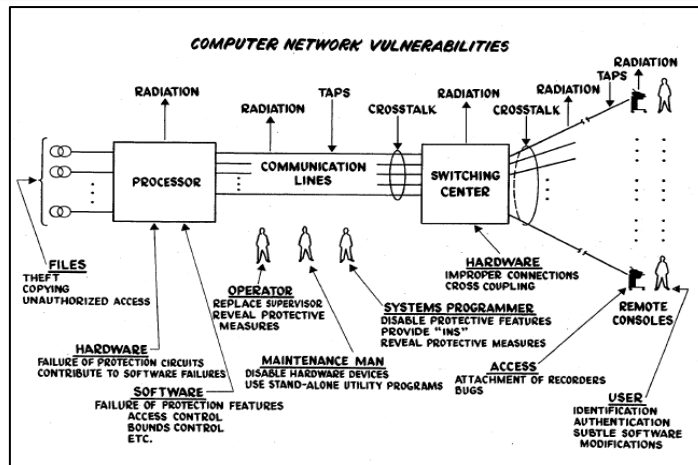 COMPUTER NETWORK VULNERABILITIES
RADIATION
TAPS
RADIATION
RADIATION
RADIATION
TAPS
RADIATION
CROSSTALK
CROSSTALK
PROCESSOR
COMMUNICATION
LINES
SWITCHING
CENTER
FILES
THEFT
COPYING
UNAUTHORIZED ACCESS
OPERATOR
REPLACE SUPERVISOR
REVEAL PROTECTIVE
MEASURES
HARDWARE
IMPROPER CONNECTIONS
CROSS COUPLING
SYSTEMS PROGRAMMER
DISABLE PROTECTIVE FEATURES
PROVIDE "INS"
REVEAL PROTECTIVE MEASURES
REMOTE
CONSOLES
HARDWARE
FAILURE OF PROTECTION CIRCUITS
CONTRIBUTE TO SOFTWARE FAILURES
MAINTENANCE MAN
DISABLE HARDWARE DEVICES
USE STAND-ALONE UTILITY PROGRAMS
ACCESS
ATTACHMENT OF RECORDERS
BUGS
SOFTWARE
FAILURE OF PROTECTION FEATURES
ACCESS CONTROL
BOUNDS CONTROL
ETC.
USER
IDENTIFICATION
AUTHENTICATION
SUBTLE SOFTWARE
MODIFICATIONS